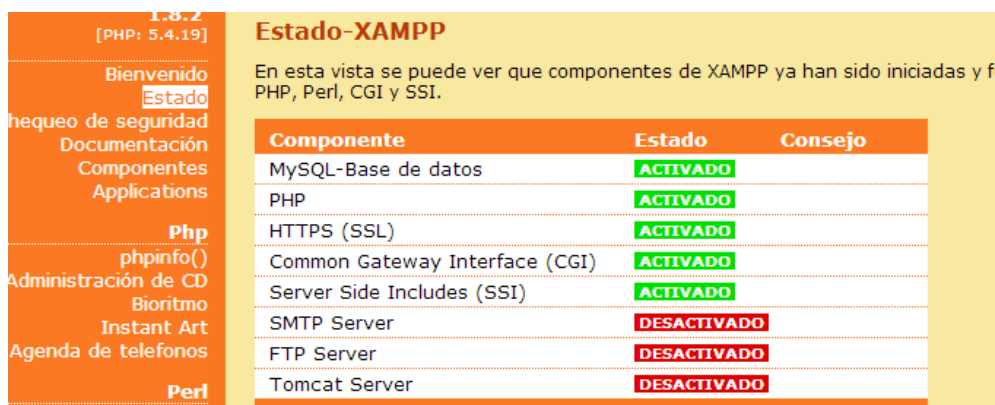 1.8.2
[PHP: 5.4.19]
Bienvenido
Estado
hequeo de seguridad
Documentación
Componentes
Applications
Php
phpinfo()
Administración de CD
Bioritmo
Instant Art
Agenda de telefonos
Perl
Estado-XAMPP
En esta vista se puede ver que componentes de XAMPP ya han sido iniciadas y f
PHP, Perl, CGI y SSI.
Componente Estado Consejo
MySQL-Base de datos ACTIVADO
PHP ACTIVADO
HTTPS (SSL) ACTIVADO
Common Gateway Interface (CGI) ACTIVADO
Server Side Includes (SSI) ACTIVADO
SMTP Server DESACTIVADO
FTP Server DESACTIVADO
Tomcat Server DESACTIVADO